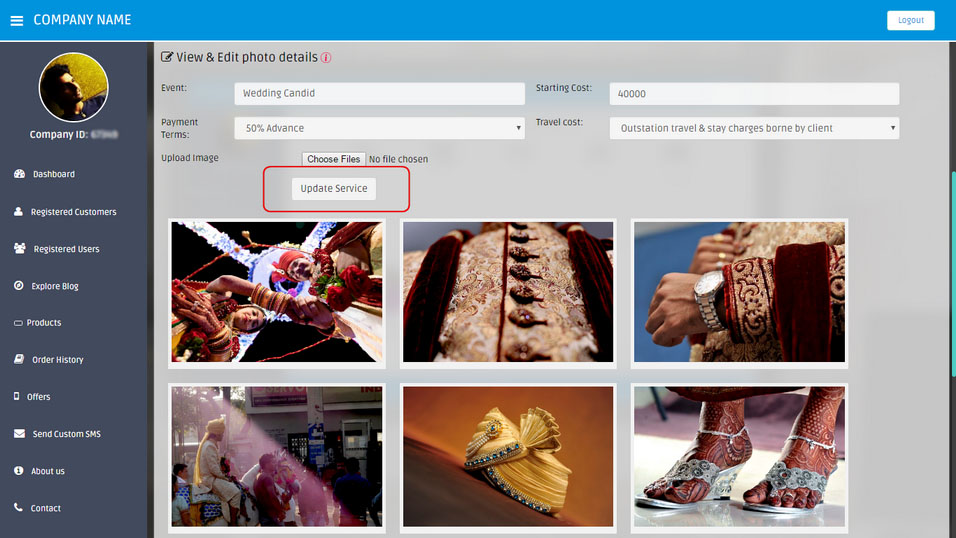 COMPANY NAME
Logout
Company ID:
Dashboard
Registered Customers
Registered Users
Explore Blog
Products
Order History
Offers
Send Custom SMS
About us
Contact
View & Edit photo details
Event:
Wedding Candid
Starting Cost:
40000
Payment
Terms:
50% Advance
Travel cost:
Outstation travel & stay charges borne by client
Upload Image
Choose Files No file chosen
Update Service